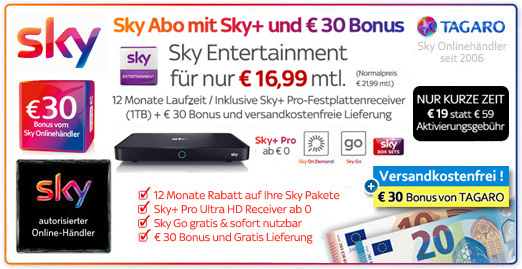 sky
Sky Abo mit Sky+ und € 30 Bonus
TAGARO
Sky Onlinehändler
seit 2006
sky
ENTERTAINMENT
Sky Entertainment
für nur € 16,99 mtl.
(Normalpreis
€ 21,99 mtl.)
€30
Bonus vom
Sky Onlinehändler
12 Monate Laufzeit / Inklusive Sky+ Pro-Festplattenreceiver
(1TB) + € 30 Bonus und versandkostenfreie Lieferung
NUR KURZE ZEIT
€ 19 statt € 59
Aktivierungsgebühr
sky
Sky+ Pro
ab € 0
Sky On Demand
Sky Go
sky
BOX SETS
sky
autorisierter
Online-Händler
12 Monate Rabatt auf Ihre Sky Pakete
Sky+ Pro Ultra HD Receiver ab 0
Sky Go gratis & sofort nutzbar
€ 30 Bonus und Gratis Lieferung
Versandkostenfrei !
+ € 30 Bonus von TAGARO
20